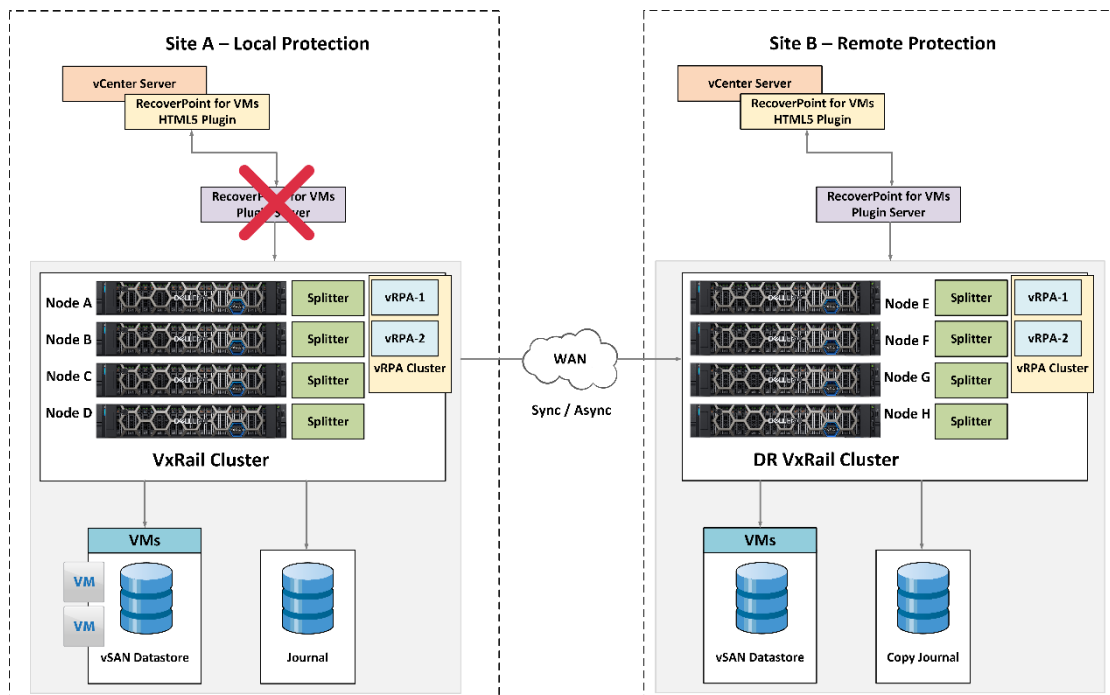 Site A – Local Protection
vCenter Server
RecoverPoint for VMs
HTML5 Plugin
RecoverPoint for VMs
Plugin Server
Node A
Splitter
vRPA-1
Node B
Splitter
vRPA-2
Node C
Splitter
vRPA Cluster
Node D
Splitter
VxRail Cluster
VMs
VM
VM
vSAN Datastore
Journal
WAN
Sync / Async
Site B – Remote Protection
vCenter Server
RecoverPoint for VMs
HTML5 Plugin
RecoverPoint for VMs
Plugin Server
Node E
Splitter
vRPA-1
Node F
Splitter
vRPA-2
Node G
Splitter
vRPA Cluster
Node H
Splitter
DR VxRail Cluster
VMs
vSAN Datastore
Copy Journal